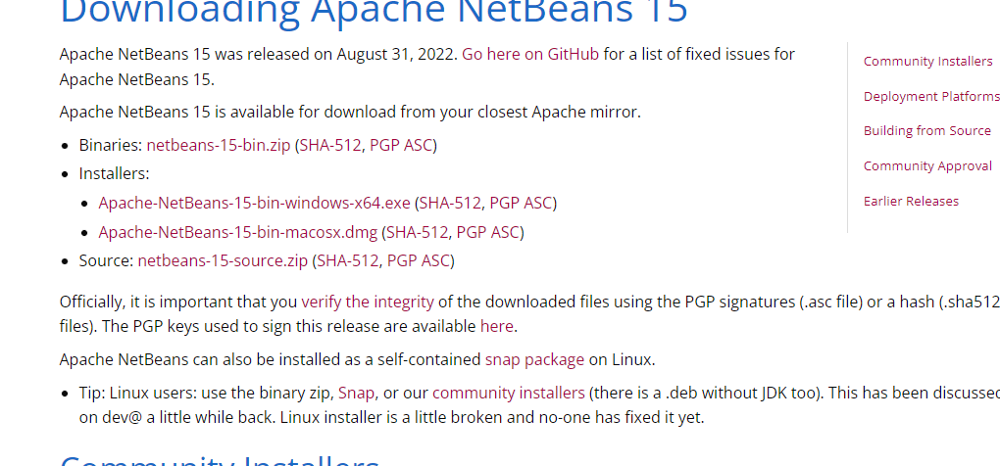 Downloading Apache NetBeans 15
Apache NetBeans 15 was released on August 31, 2022. Go here on GitHub for a list of fixed issues for
Apache NetBeans 15.
Apache NetBeans 15 is available for download from your closest Apache mirror.
• Binaries: netbeans-15-bin.zip (SHA-512, PGP ASC)
• Installers:
• Apache-NetBeans-15-bin-windows-x64.exe (SHA-512, PGP ASC)
• Apache-NetBeans-15-bin-macosx.dmg (SHA-512, PGP ASC)
• Source: netbeans-15-source.zip (SHA-512, PGP ASC)
Officially, it is important that you verify the integrity of the downloaded files using the PGP signatures (.asc file) or a hash (.sha512
files). The PGP keys used to sign this release are available here.
Apache NetBeans can also be installed as a self-contained snap package on Linux.
• Tip: Linux users: use the binary zip, Snap, or our community installers (there is a .deb without JDK too). This has been discussed
on dev@ a little while back. Linux installer is a little broken and no-one has fixed it yet.
Community Installers
Community Installers
Deployment Platforms
Building from Source
Community Approval
Earlier Releases